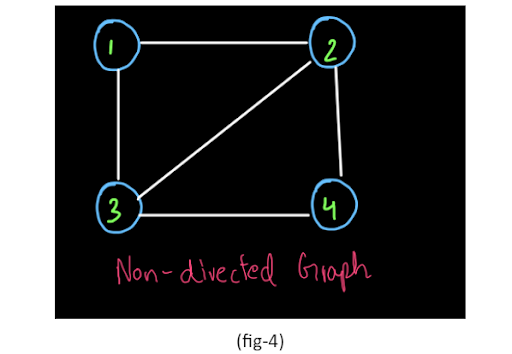 1 2
3 4
Non-directed Graph
(fig-4)